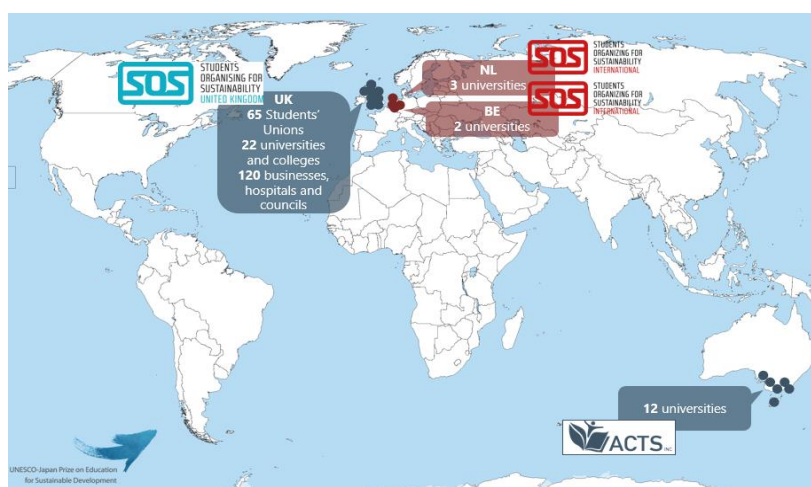 SOS
STUDENTS
ORGANISING FOR
SUSTAINABILITY
UNITED KINGDOM
UK
65 Students'
Unions
22 universities
and colleges
120 businesses,
hospitals and
councils
NL
3 universities
BE
2 universities
SOS
STUDENTS
ORGANIZING FOR
SUSTAINABILITY
INTERNATIONAL
SOS
STUDENTS
ORGANIZING FOR
SUSTAINABILITY
INTERNATIONAL
12 universities
ACTS INC
UNESCO-Japan Prize on Education
for Sustainable Development